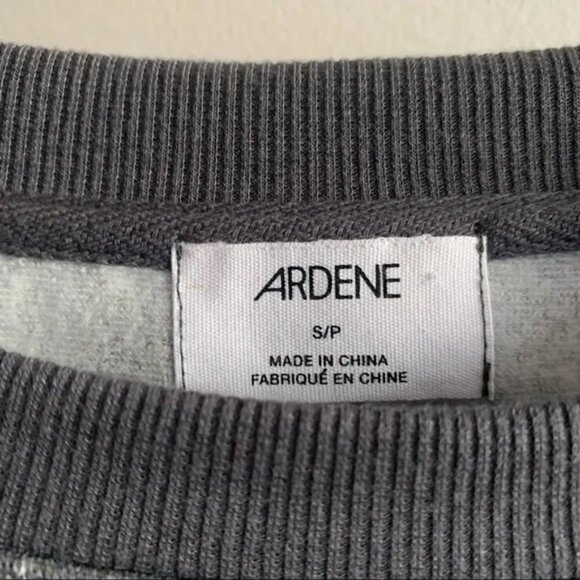 ARDENE
S/P
MADE IN CHINA
FABRIQUÉ EN CHINE